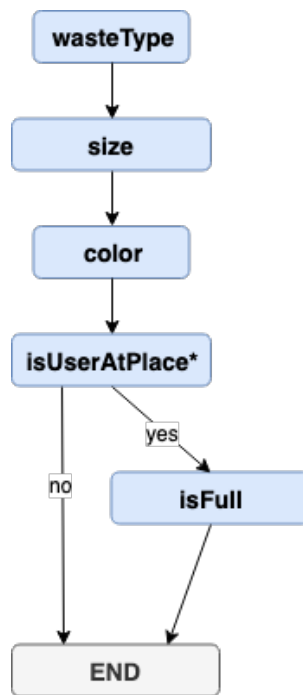 wasteType
size
color
isUserAtPlace*
yes
no
isFull
END